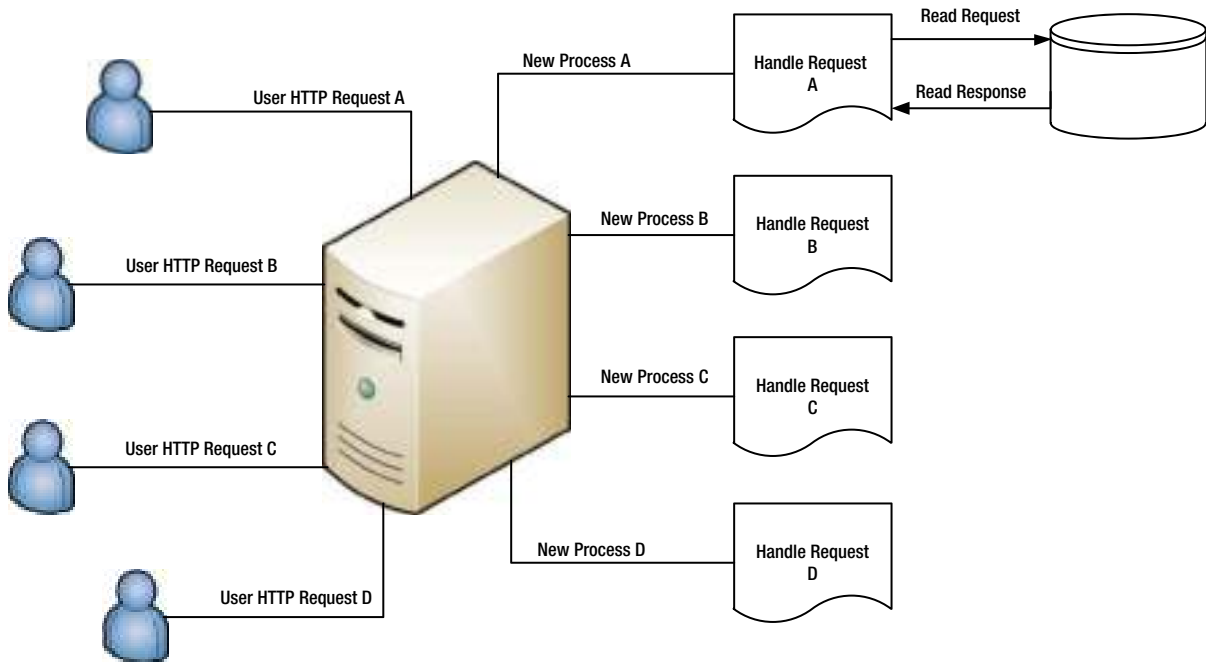 Read Request
New Process A
Handle Request
A
User HTTP Request A
Read Response
New Process B
Handle Request
B
User HTTP Request B
New Process C
Handle Request
C
User HTTP Request C
New Process D
Handle Request
D
User HTTP Request D